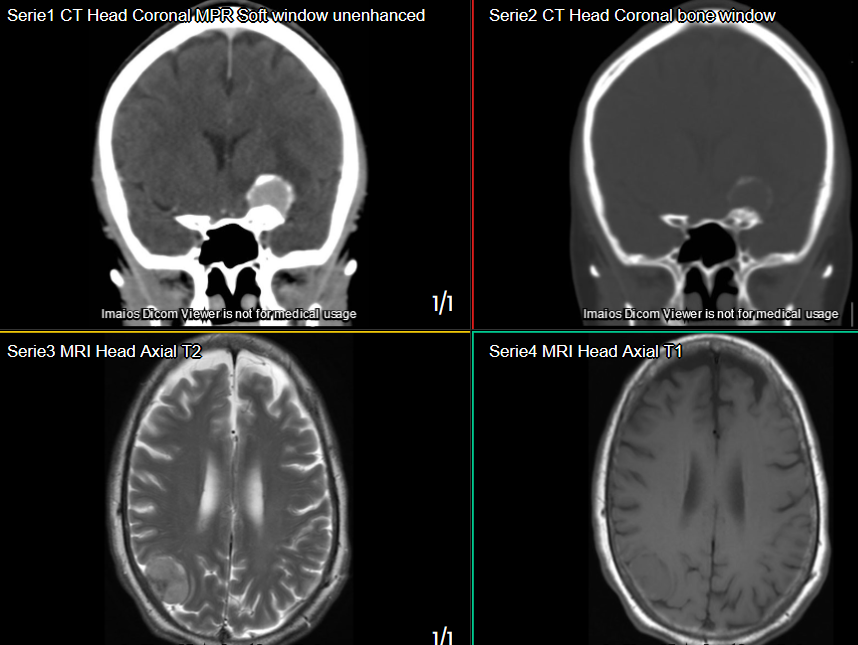 Serie1 CT Head Coronal MPR Soft window unenhanced
Serie2 CT Head Coronal bone window
1/1
Imaios Dicom Viewer is not for medical usage
Imaios Dicom Viewer is not for medical usage
Serie3 MRI Head Axial T2
Serie4 MRI Head Axial T1
1/1